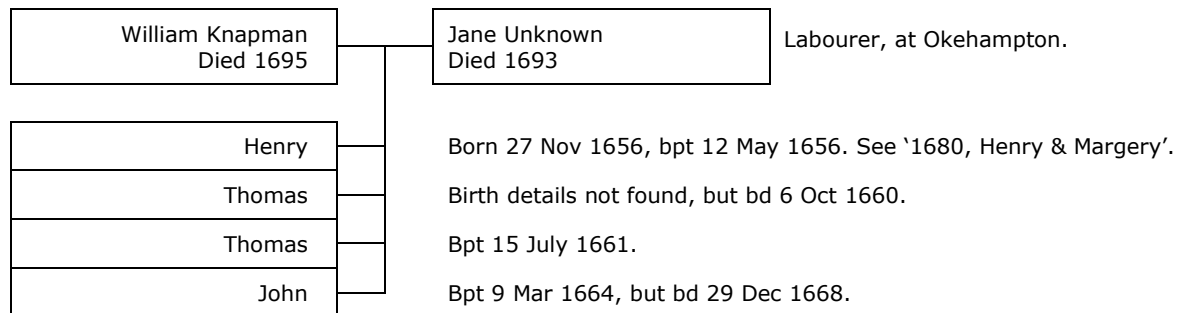 William Knapman
Died 1695
Jane Unknown
Died 1693
Labourer, at Okehampton.
Henry
Born 27 Nov 1656, bpt 12 May 1656. See ‘1680, Henry & Margery’.
Thomas
Birth details not found, but bd 6 Oct 1660.
Thomas
Bpt 15 July 1661.
John
Bpt 9 Mar 1664, but bd 29 Dec 1668.